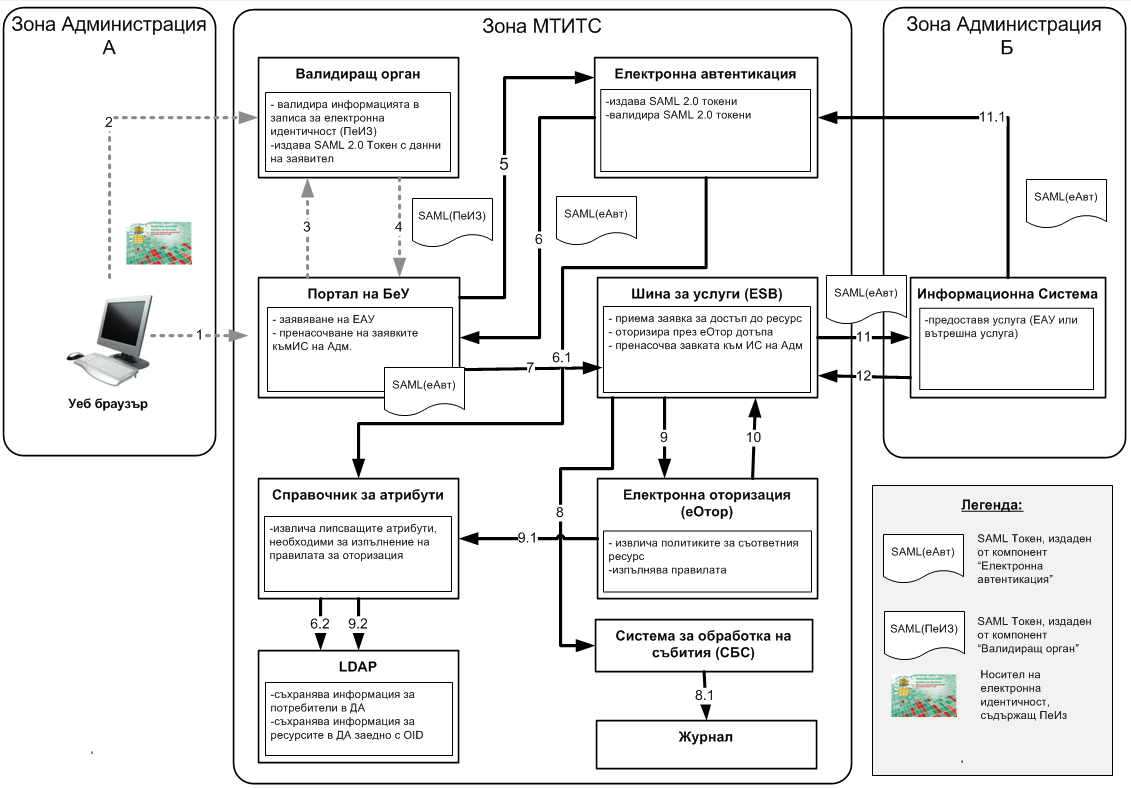 Зона Администрация
А
Зона МТИТС
Зона Администрация
Б
Валидиращ орган
- валидира информацията в
записа за електронна
идентичност (ПеИЗ)
-издава SAML 2.0 Токен с данни
на заявител
Електронна автентикация
-издава SAML 2.0 токени
-валидира SAML 2.0 токени
2
11.1
5
3
4
SAML(ПеИЗ)
SAML(еАвт)
SAML(еАвт)
6
Портал на БеУ
- заявяване на ЕАУ
- пренасочване на заявките
къмИС на Адм.
SAML(еАвт)
Шина за услуги (ESB)
- приема заявка за достъп до ресурс
- оторизира през еОтор дотъпа
- пренасочва завката към ИС на Адм
SAML(еАвт)
Информационна Система
-предоставя услуга (ЕАУ или
вътрешна услуга)
1
11
6.1
7
12
Уеб браузър
9
10
Справочник за атрибути
-извлича липсващите атрибути,
необходими за изпълнение на
правилата за оторизация
8
9.1
Електронна оторизация
(еОтор)
- извлича политиките за съответния
ресурс
-изпълнява правилата
6.2
9.2
LDAP
-съхранява информация за
потребители в ДА
-съхранява информация за
ресурсите в ДА заедно с OID
Система за обработка на
събития (СБС)
8.1
Журнал
Легенда:
SAML(еАвт)
SAML Токен, издаден
от компонент
“Електронна
автентикация”
SAML(ПеИЗ)
SAML Токен, издаден
от компонент
“Валидиращ орган”
Носител на
електронна
идентичност,
съдържащ ПеИз